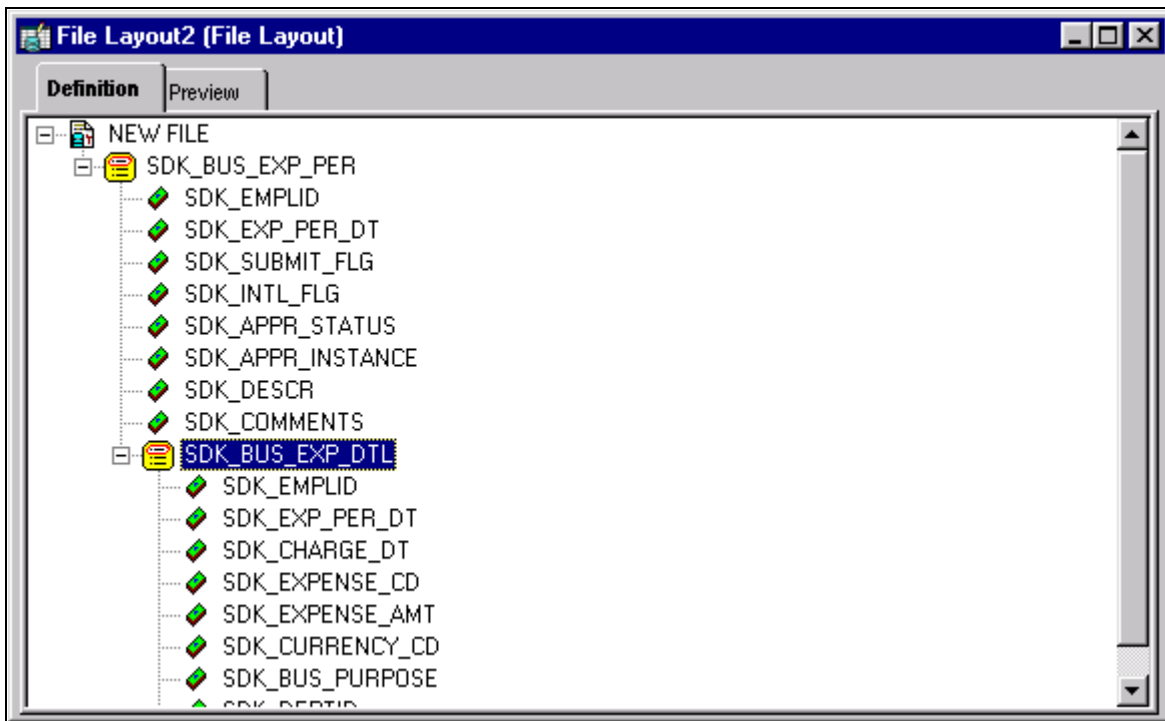 File Layout2 (File Layout)
Definition Preview
NEW FILE
SDK_BUS_EXP_PER
SDK_EMPLID
SDK_EXP_PER_DT
SDK_SUBMIT_FLG
SDK_INTL_FLG
SDK_APPR_STATUS
SDK_APPR_INSTANCE
SDK_DESCR
SDK_COMMENTS
SDK_BUS_EXP_DTL
SDK_EMPLID
SDK_EXP_PER_DT
SDK_CHARGE_DT
SDK_EXPENSE_CD
SDK_EXPENSE_AMT
SDK_CURRENCY_CD
SDK_BUS_PURPOSE